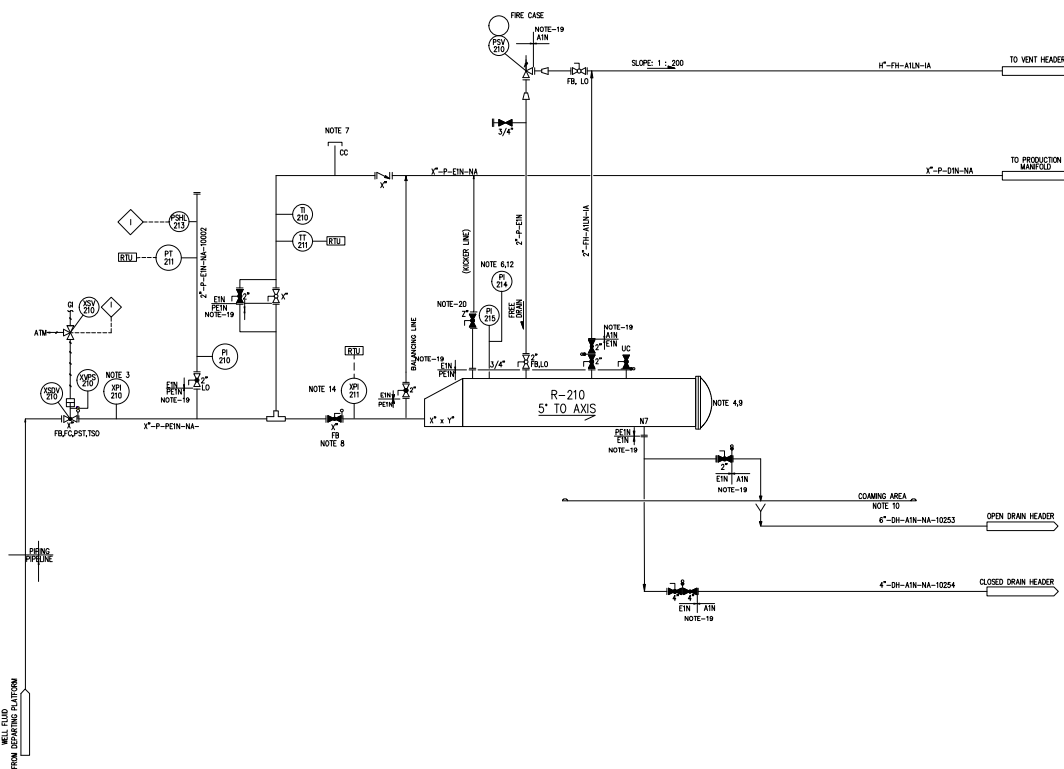 FIRE CASE
PSV
210
NOTE-19
A1N
FB, LO
SLOPE: 1 : 200
H"-FH-A1LN-IA
TO VENT HEADER
3/4"
NOTE 7
CC
X"
X"-P-E1N-NA
X"-P-D1N-NA
TO PRODUCTION
MANIFOLD
I
PSHL
213
TI
210
RTU
PT
211
TT
211
RTU
2"-P-E1N-NA-10002
(KICKER LINE)
2"-P-E1N
2"-FH-A1LN-IA
NOTE 6,12
PI
214
FREE
DRAIN
E1N
PE1N
NOTE-19
2"
X"
NOTE-20
2"
PI
215
XSV
210
I
ATM
BALANCING LINE
NOTE-19
A1N
E1N
2"
2"
UC
PI
210
RTU
NOTE-19
E1N
PE1N
3/4"
2"
FB,LO
XSDV
210
XVPS
210
NOTE 3
XPI
210
E1N
PE1N
NOTE-19
2"
LO
NOTE 14
XPI
211
E1N
PE1N
2"
R-210
5° TO AXIS
NOTE 4,9
X" x Y"
N7
X"
FB,FC,PST,TSO
X"-P-PE1N-NA-
X"
FB
NOTE 8
PE1N
E1N
NOTE-19
2"
E1N
A1N
NOTE-19
COAMING AREA
NOTE 10
6"-DH-A1N-NA-10253
OPEN DRAIN HEADER
PIPING
PIPELINE
4"-DH-A1N-NA-10254
CLOSED DRAIN HEADER
4"
4"
E1N
A1N
NOTE-19
WELL FLUID
FROM DEPARTING PLATFORM